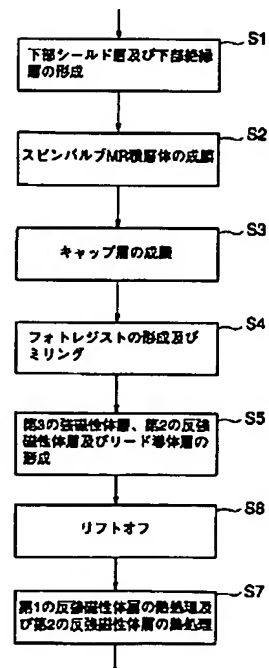 S1
下部シールド層及び下部絶縁
層の形成
S2
スピンバルブMR積層体の成膜
S3
キャップ層の成膜
S4
フォトレジストの形成及び
ミリング
S5
第3の強磁性体層、第2の反強
磁性体層及びリード導体層の
形成
S8
リフトオフ
S7
第1の反強磁性体層の熱処理及
び第2の反強磁性体層の熱処理